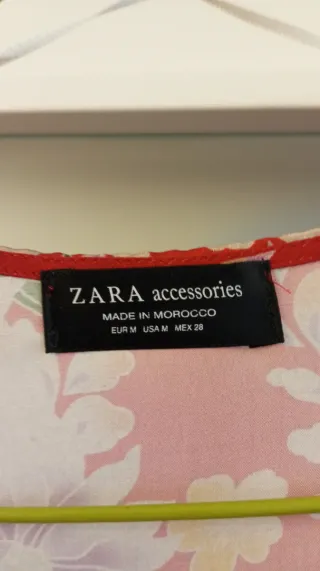 ZARA accessories
MADE IN MOROCCO
EUR M USA M MEX 28